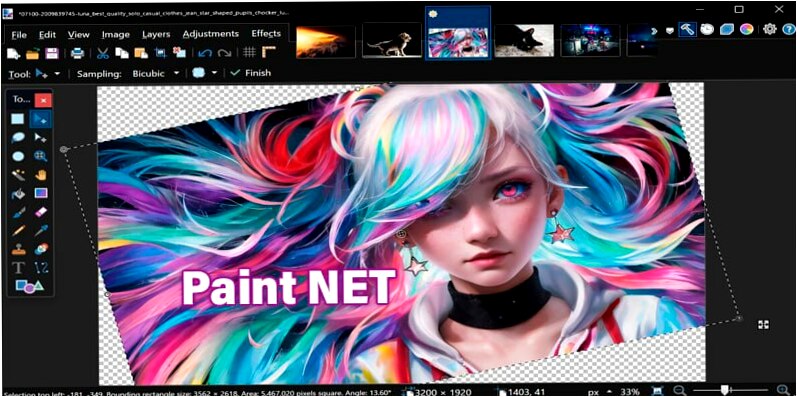 *07100-2009839745-luna_best_quality_solo_casual_clothes_jean_star_shaped_pupils_chocker_lu...
File Edit View Image Layers Adjustments Effects
Tool: Sampling: Bicubic Finish
To...
Paint NET
Selection top left: -181, -349. Bounding rectangle size: 3562 × 2618. Area: 5,467,020 pixels square. Angle: 13.60° 3200 × 1920 1403, 41 px 33%